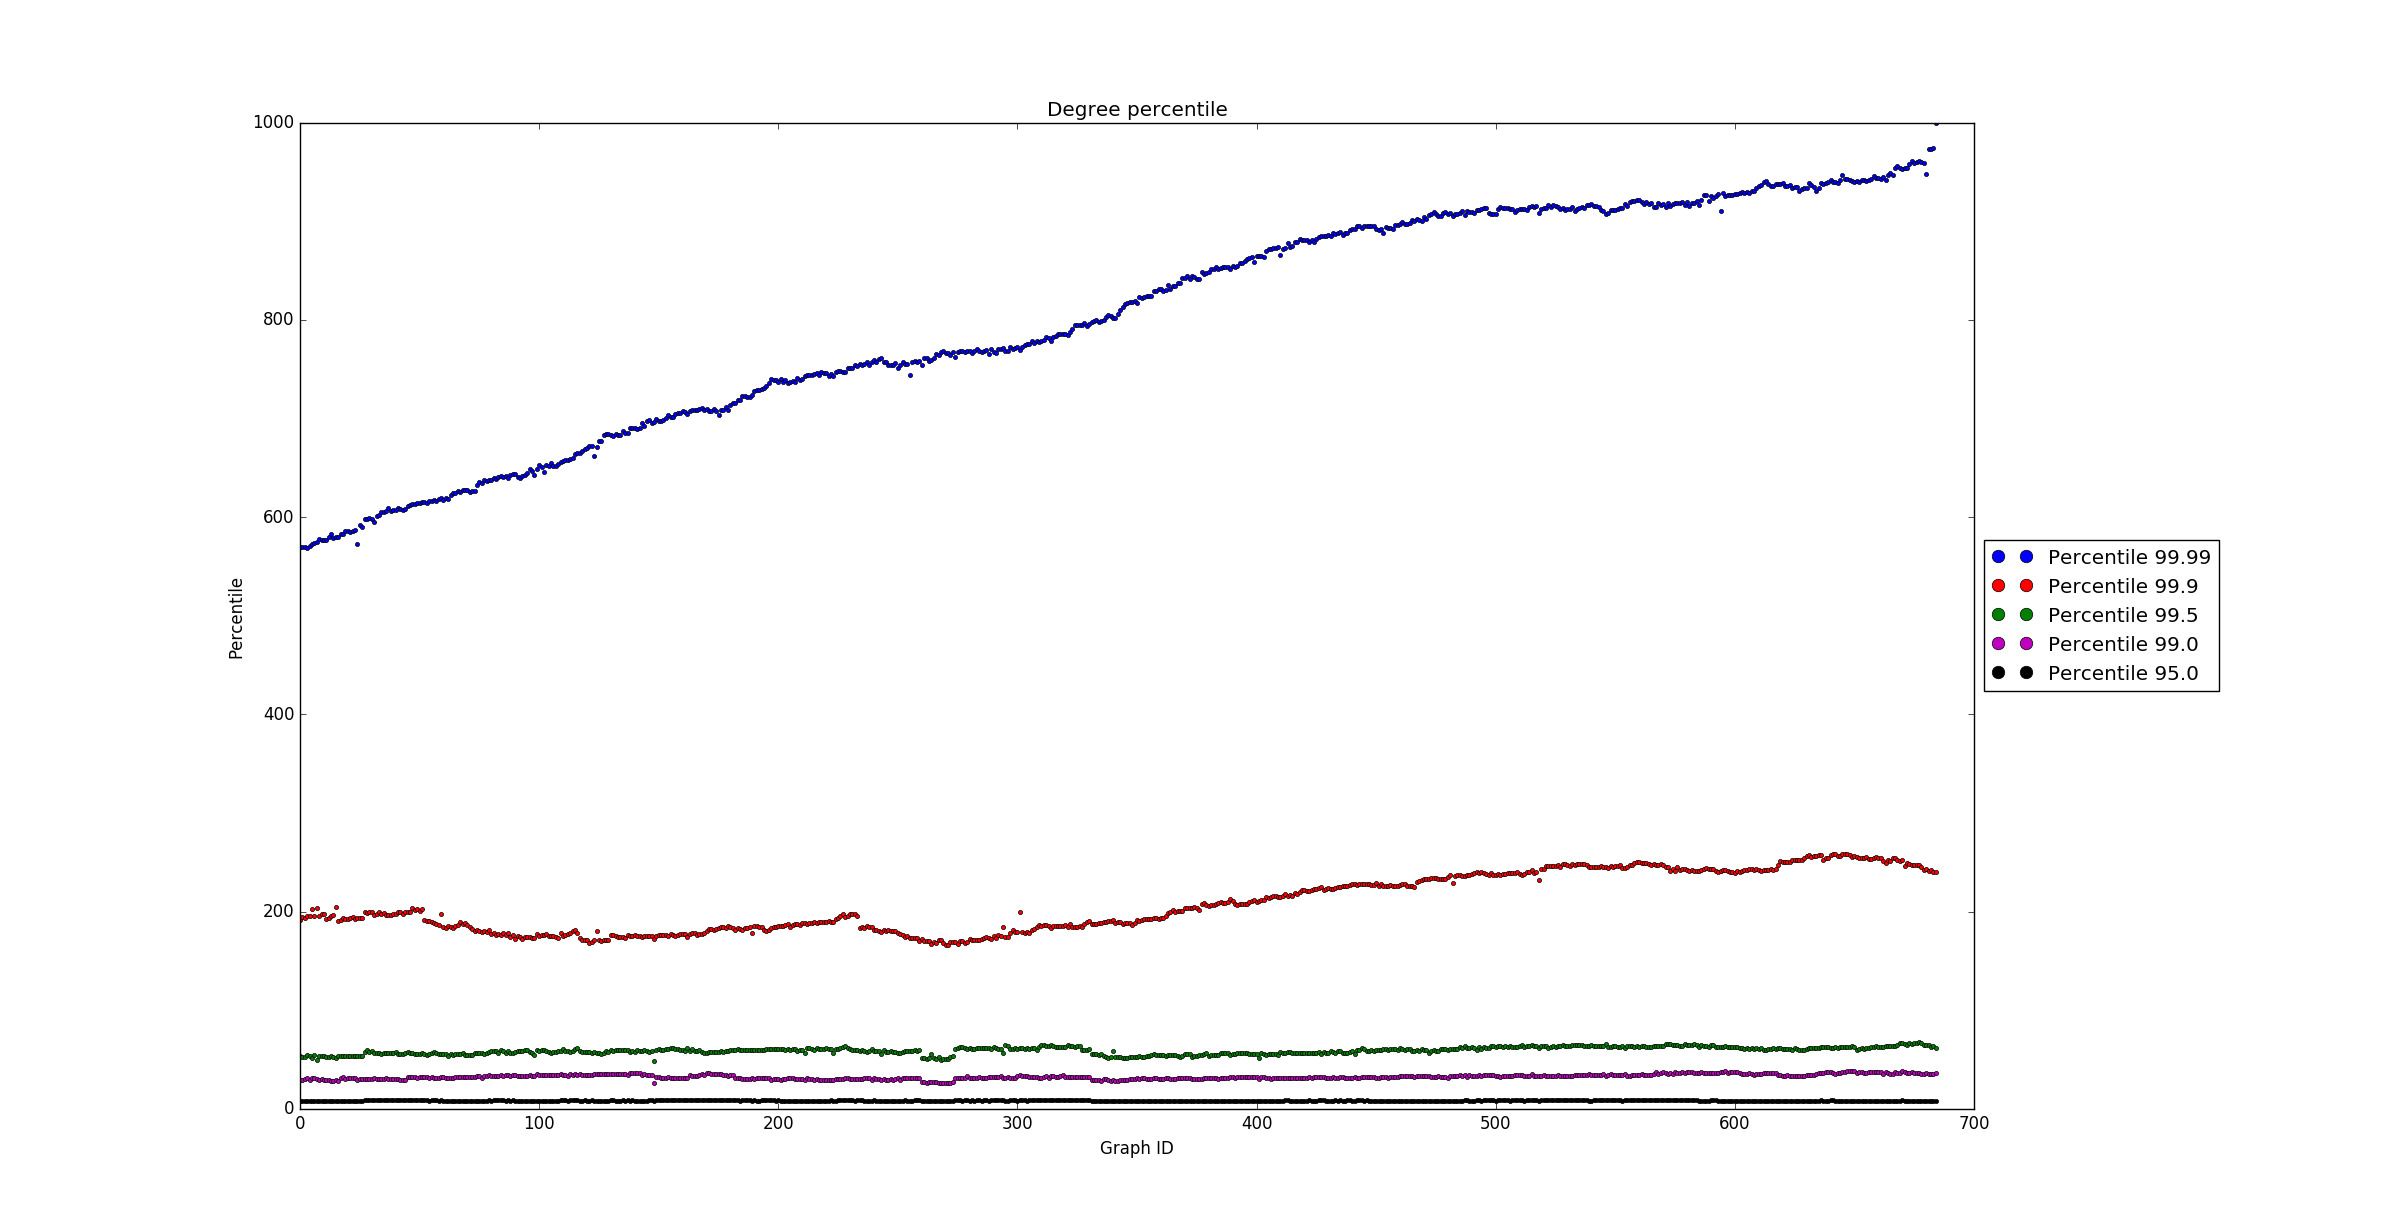 Degree percentile
1000
800
600
400
200
0
Percentile
0 100 200 300 400 500 600 700
Graph ID
Percentile 99.99
Percentile 99.9
Percentile 99.5
Percentile 99.0
Percentile 95.0